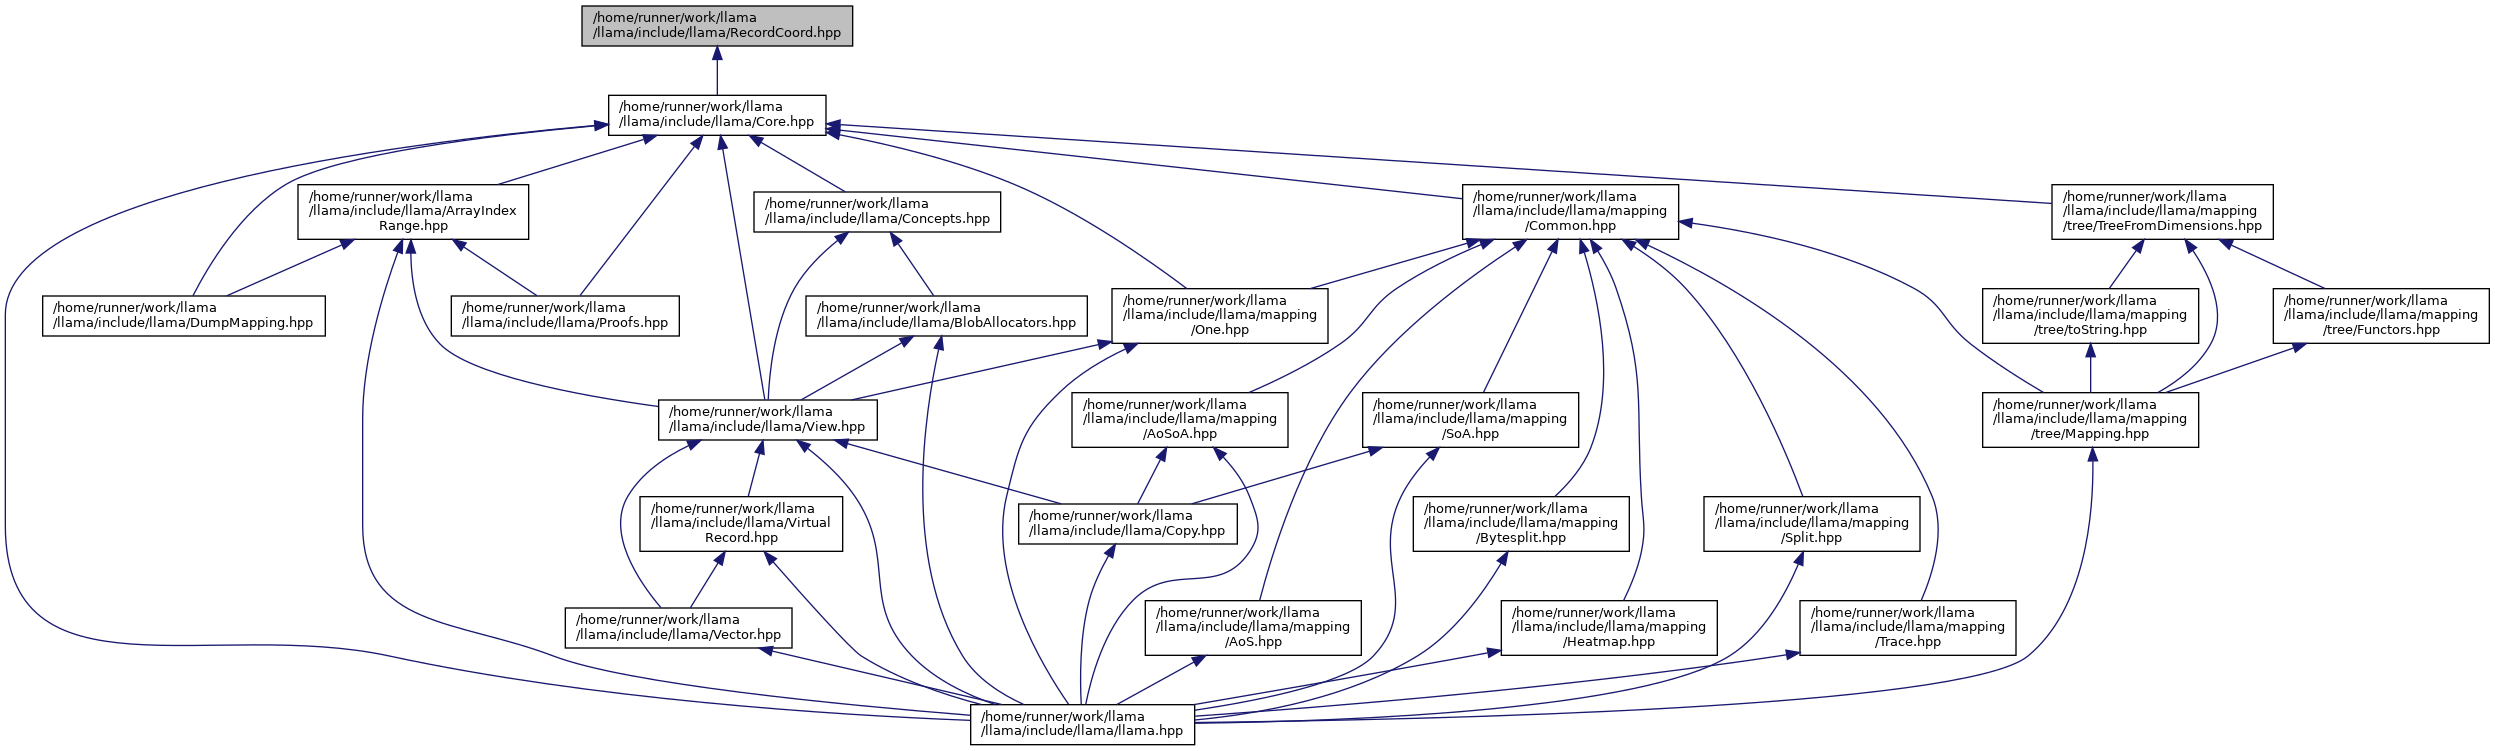 /home/runner/work/llama
/llama/include/llama/RecordCoord.hpp
/home/runner/work/llama
/llama/include/llama/Core.hpp
/home/runner/work/llama
/llama/include/llama/ArrayIndex
Range.hpp
/home/runner/work/llama
/llama/include/llama/Concepts.hpp
/home/runner/work/llama
/llama/include/llama/mapping
/Common.hpp
/home/runner/work/llama
/llama/include/llama/mapping
/tree/TreeFromDimensions.hpp
/home/runner/work/llama
/llama/include/llama/DumpMapping.hpp
/home/runner/work/llama
/llama/include/llama/Proofs.hpp
/home/runner/work/llama
/llama/include/llama/BlobAllocators.hpp
/home/runner/work/llama
/llama/include/llama/mapping
/One.hpp
/home/runner/work/llama
/llama/include/llama/mapping
/tree/toString.hpp
/home/runner/work/llama
/llama/include/llama/mapping
/tree/Functors.hpp
/home/runner/work/llama
/llama/include/llama/View.hpp
/home/runner/work/llama
/llama/include/llama/mapping
/AoSoA.hpp
/home/runner/work/llama
/llama/include/llama/mapping
/SoA.hpp
/home/runner/work/llama
/llama/include/llama/mapping
/tree/Mapping.hpp
/home/runner/work/llama
/llama/include/llama/Virtual
Record.hpp
/home/runner/work/llama
/llama/include/llama/Copy.hpp
/home/runner/work/llama
/llama/include/llama/mapping
/Bytesplit.hpp
/home/runner/work/llama
/llama/include/llama/mapping
/Split.hpp
/home/runner/work/llama
/llama/include/llama/Vector.hpp
/home/runner/work/llama
/llama/include/llama/mapping
/AoS.hpp
/home/runner/work/llama
/llama/include/llama/mapping
/Heatmap.hpp
/home/runner/work/llama
/llama/include/llama/mapping
/Trace.hpp
/home/runner/work/llama
/llama/include/llama/llama.hpp